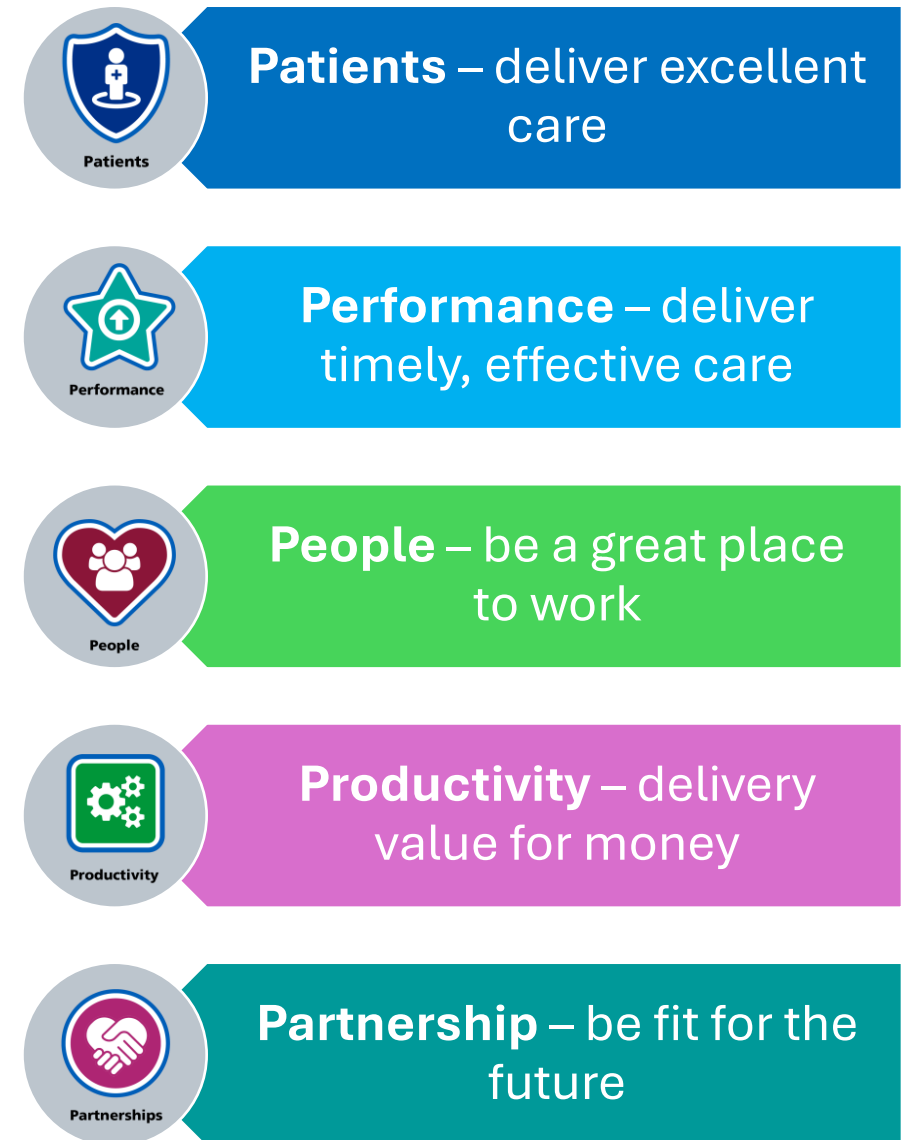 Patients – deliver excellent
care
Patients
Performance – deliver
timely, effective care
Performance
People – be a great place
to work
People
Productivity – delivery
value for money
Productivity
Partnership – be fit for the
future
Partnerships